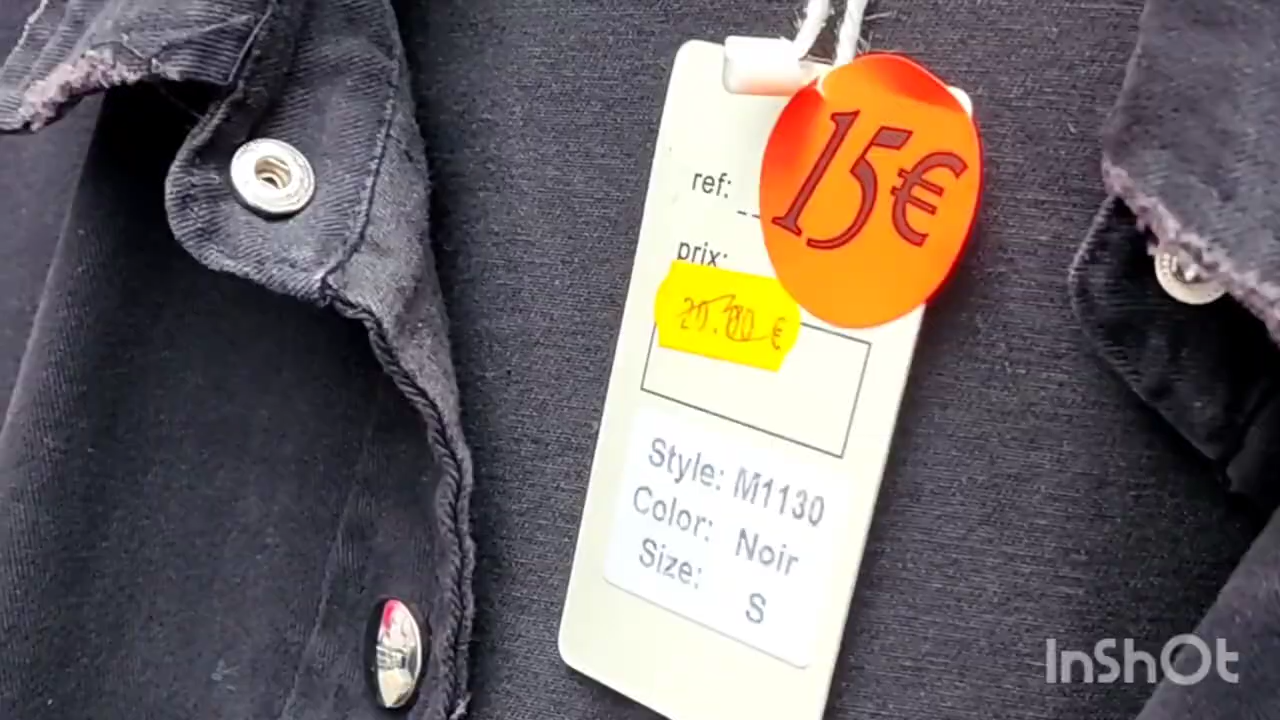 15€
ref:
prix:
Style: M1130
Color: Noir
Size: S
InShOt